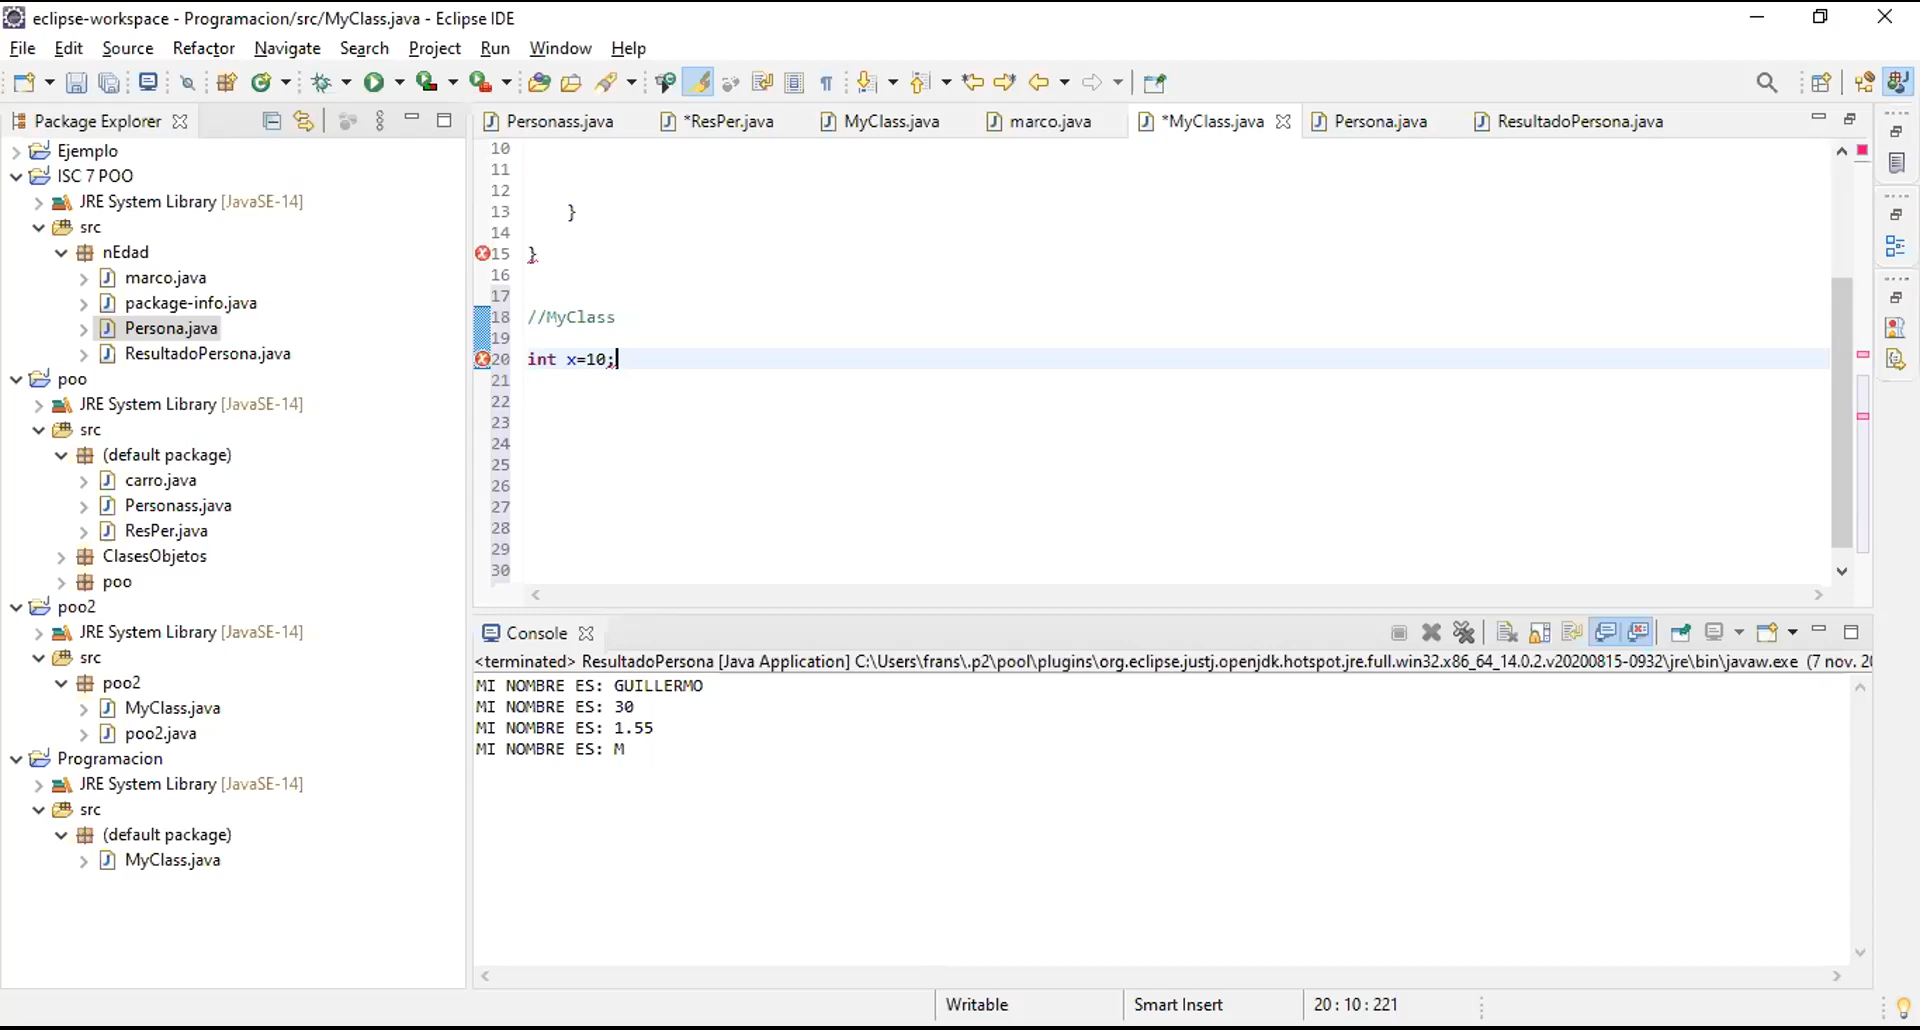 eclipse-workspace - Programacion/src/MyClass.java - Eclipse IDE
File Edit Source Refactor Navigate Search Project Run Window Help
Package Explorer
Ejemplo
ISC 7 POO
JRE System Library [JavaSE-14]
src
nEdad
marco.java
package-info.java
Persona.java
ResultadoPersona.java
poo
JRE System Library [JavaSE-14]
src
(default package)
carro.java
Personass.java
ResPer.java
ClasesObjetos
poo
poo2
JRE System Library [JavaSE-14]
src
poo2
MyClass.java
poo2.java
Programacion
JRE System Library [JavaSE-14]
src
(default package)
MyClass.java
Personass.java *ResPer.java MyClass.java marco.java *MyClass.java Persona.java ResultadoPersona.java
10
11
12
13 }
14
15 }
16
17
18 //MyClass
19
20 int x=10;
21
22
23
24
25
26
27
28
29
30
Console
<terminated> ResultadoPersona [Java Application] C:\Users\frans\.p2\pool\plugins\org.eclipse.justj.openjdk.hotspot.jre.full.win32.x86_64_14.0.2.v20200815-0932\jre\bin\javaw.exe (7 nov. 20
MI NOMBRE ES: GUILLERMO
MI NOMBRE ES: 30
MI NOMBRE ES: 1.55
MI NOMBRE ES: M
Writable Smart Insert 20 : 10 : 221